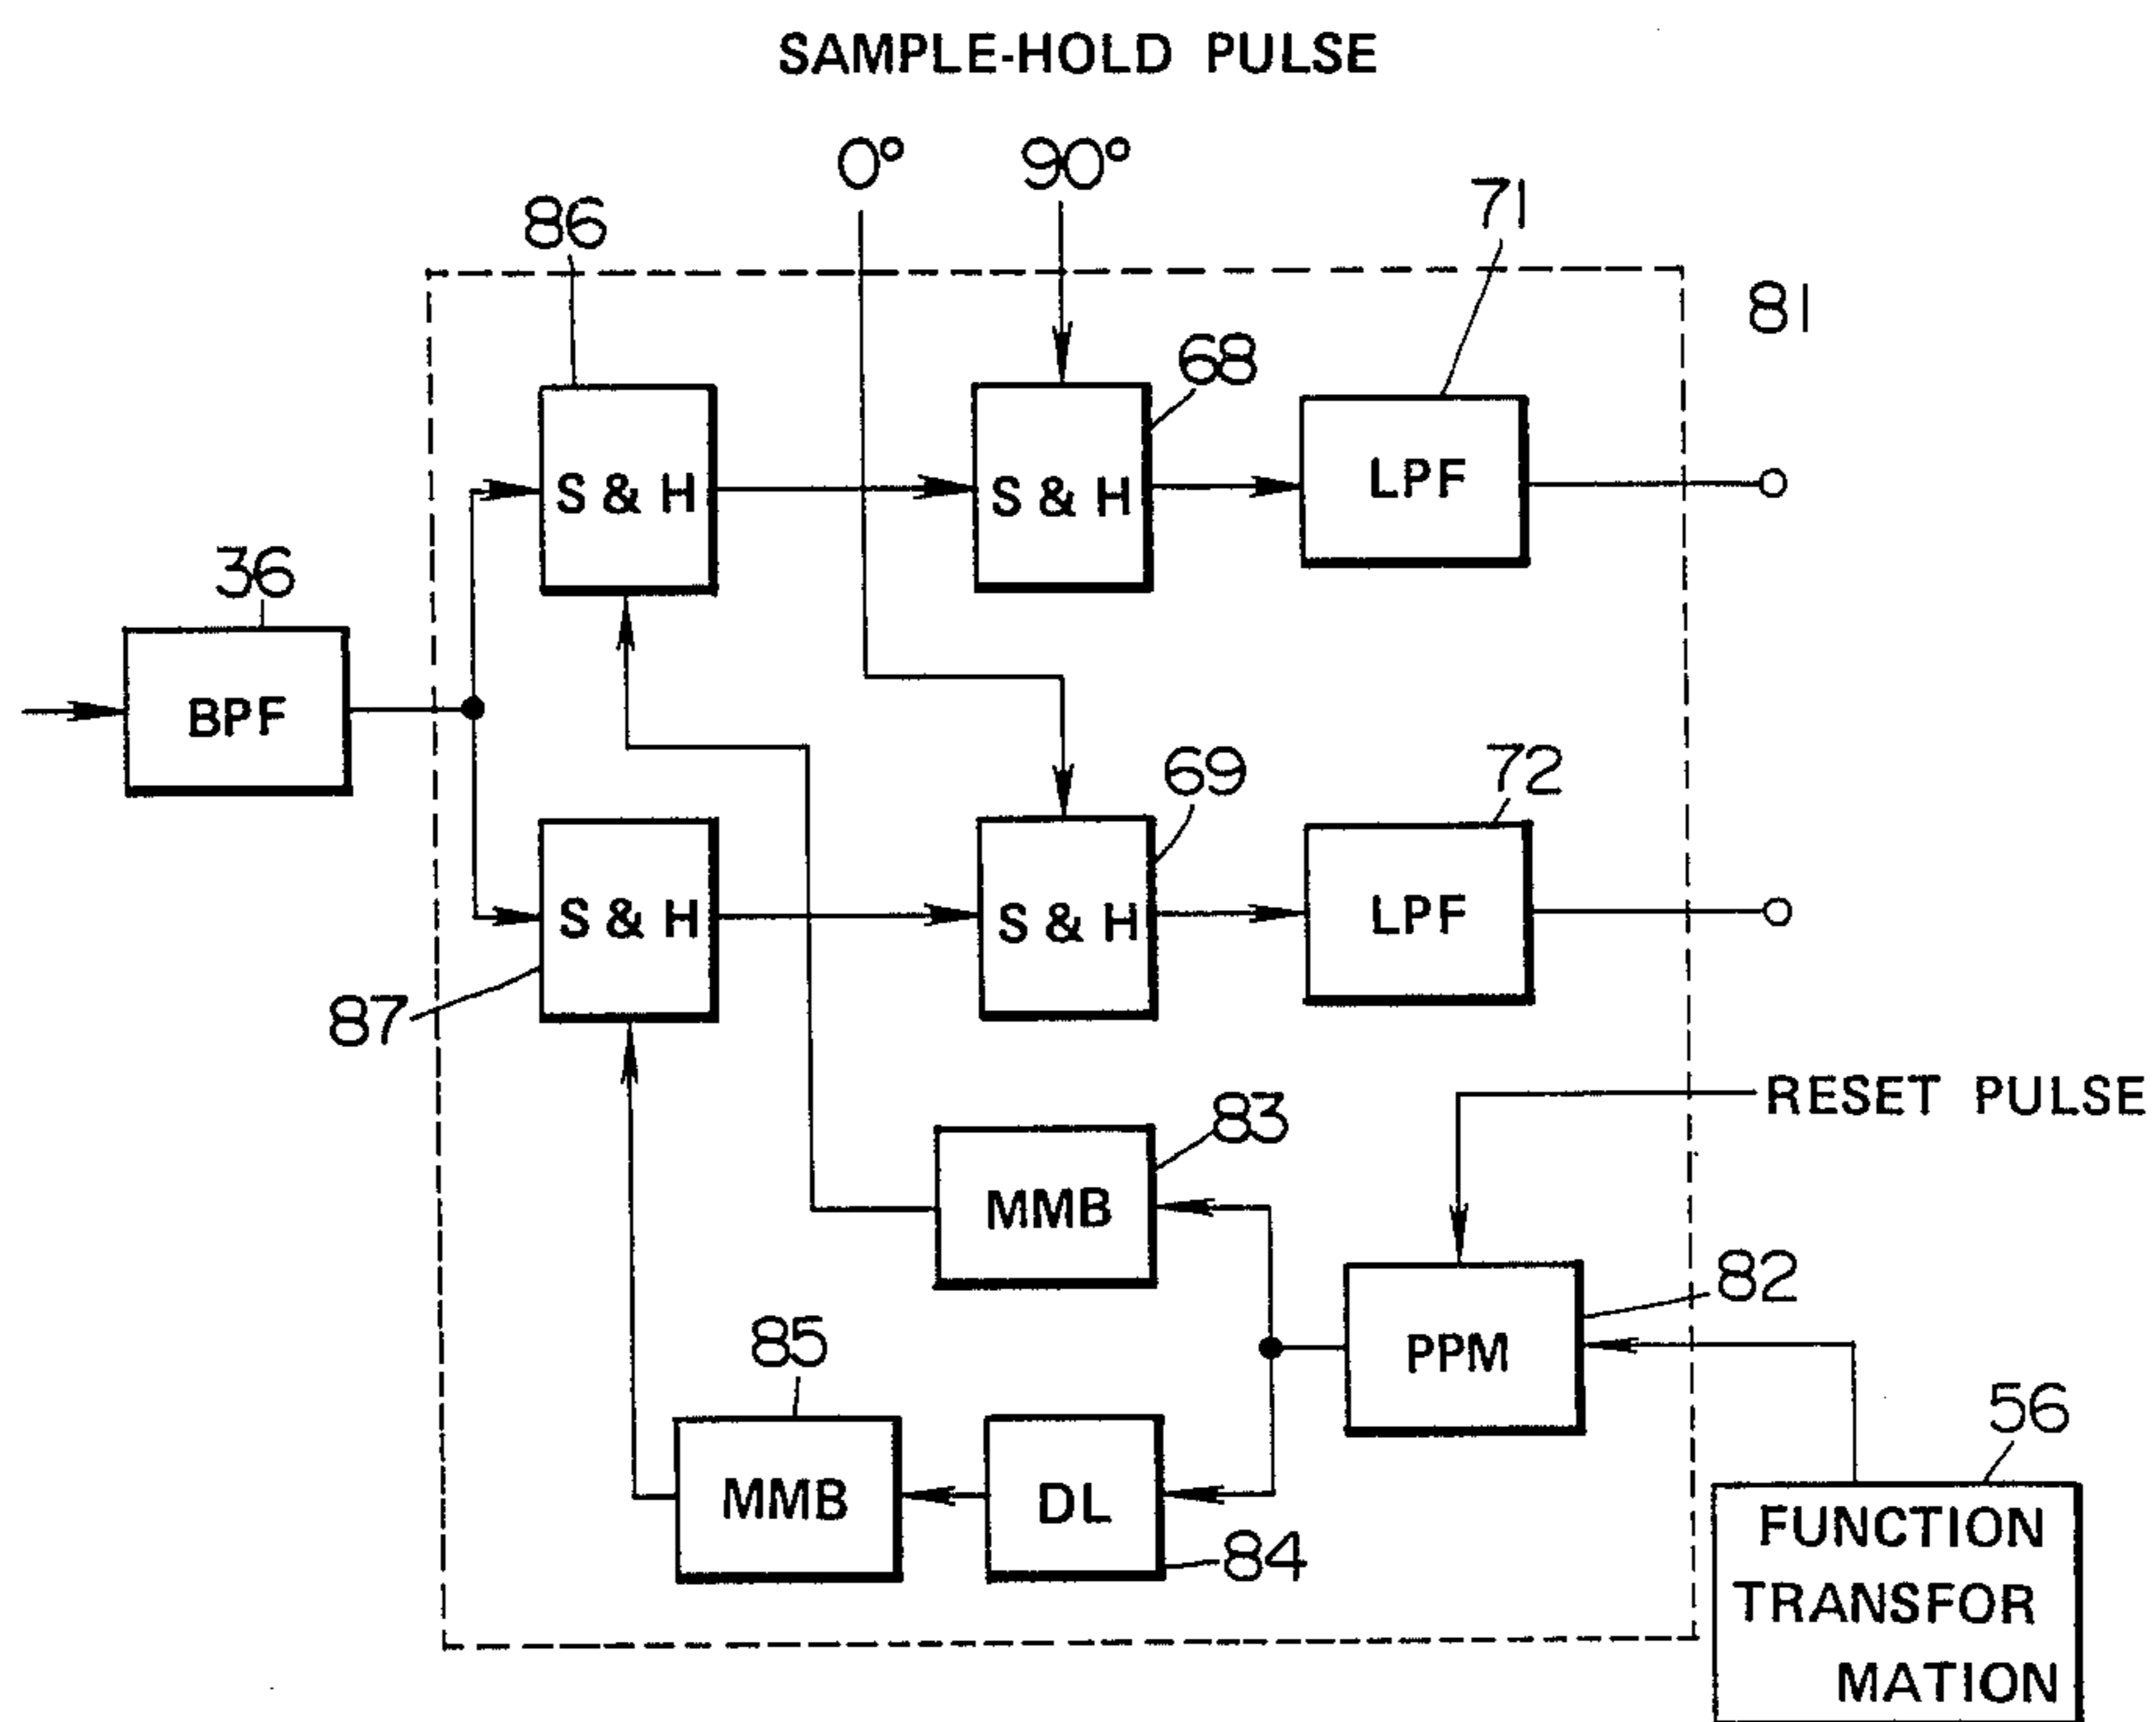 SAMPLE-HOLD PULSE
0° 90°
86
71
81
68
S & H
S & H
LPF
36
BPF
69
72
S & H
S & H
LPF
87
RESET PULSE
83
MMB
82
PPM
85
56
MMB
DL
84
FUNCTION
TRANSFOR
MATION